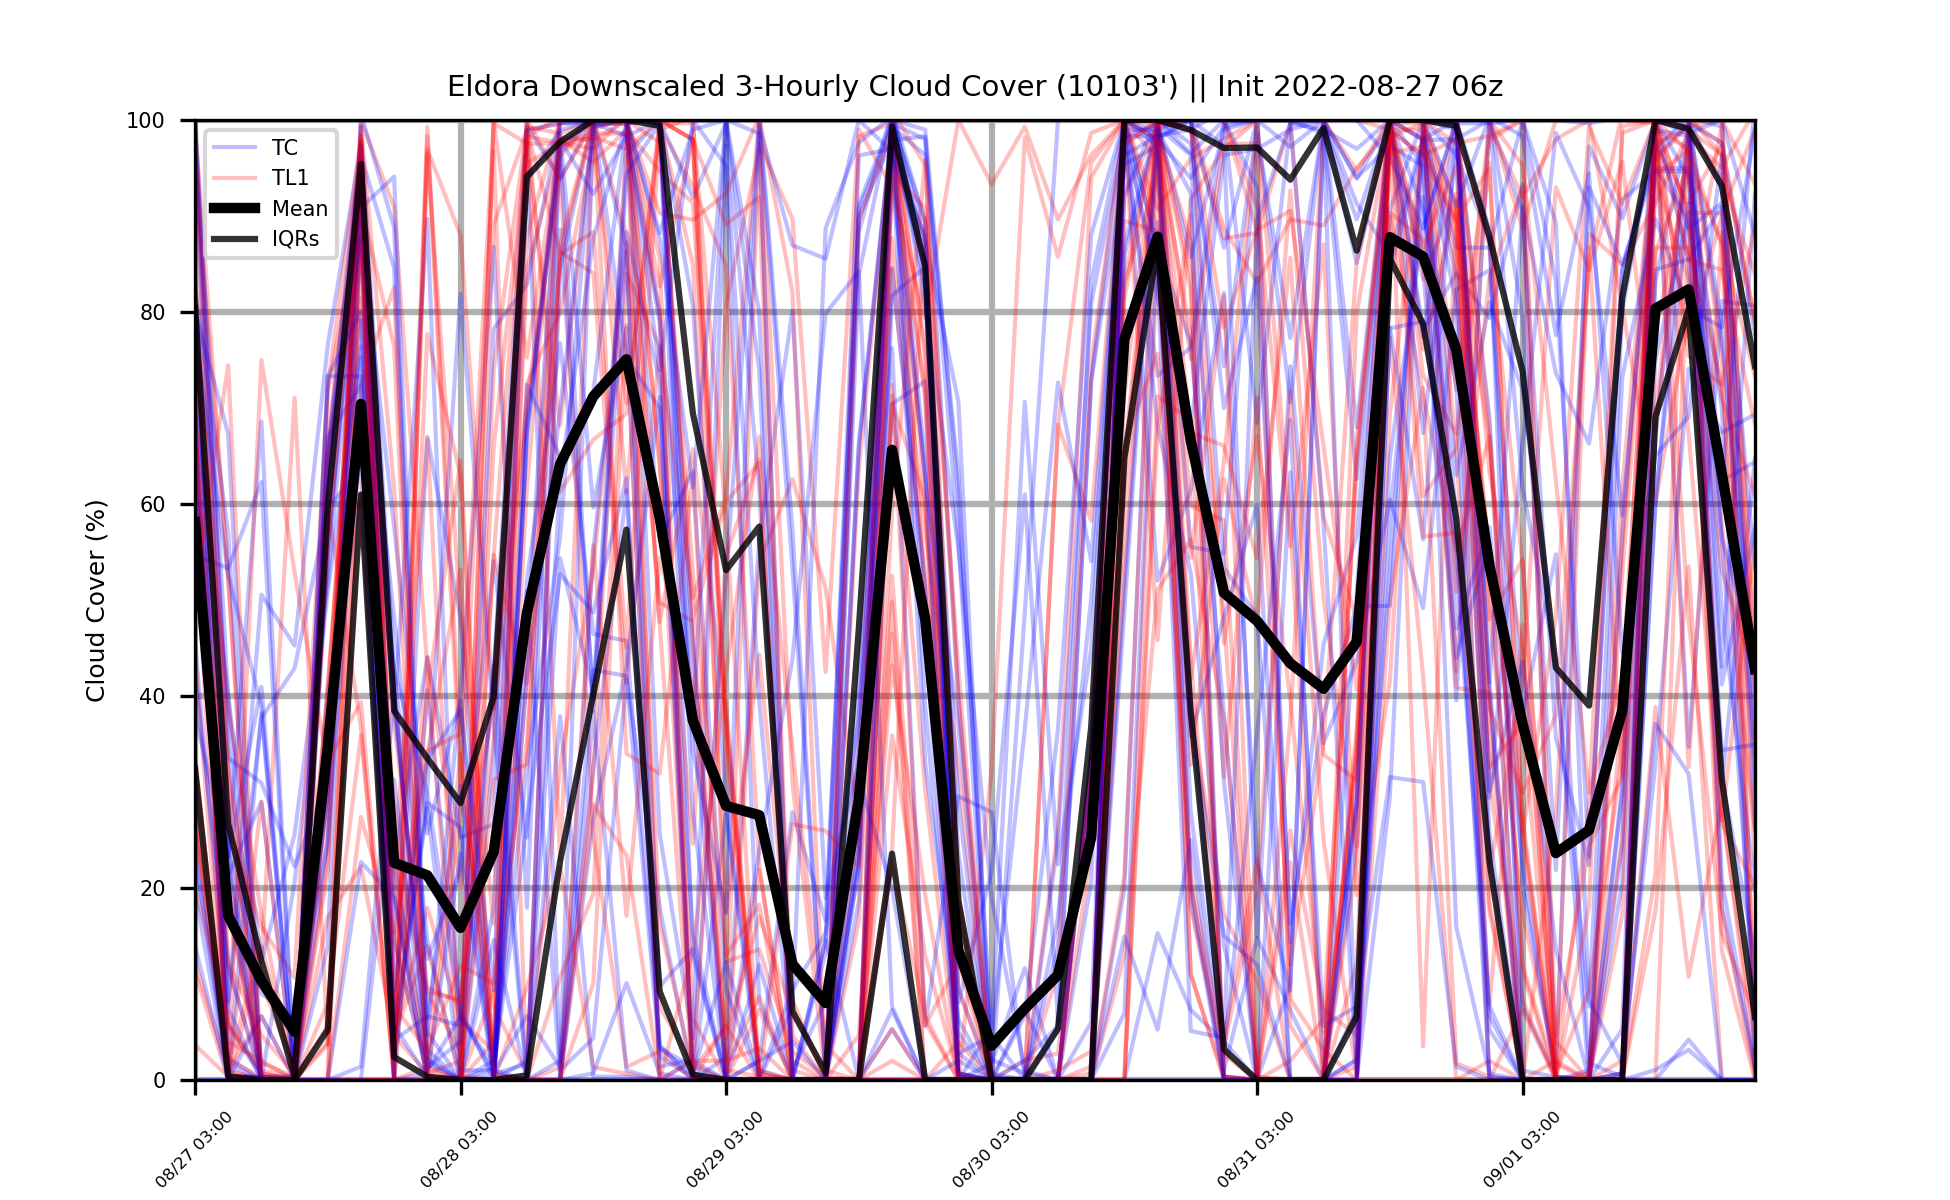 Eldora Downscaled 3-Hourly Cloud Cover (10103') || Init 2022-08-27 06z
TC
TL1
Mean
IQRs
Cloud Cover (%)
100
80
60
40
20
0
08/27 03:00
08/28 03:00
08/29 03:00
08/30 03:00
08/31 03:00
09/01 03:00